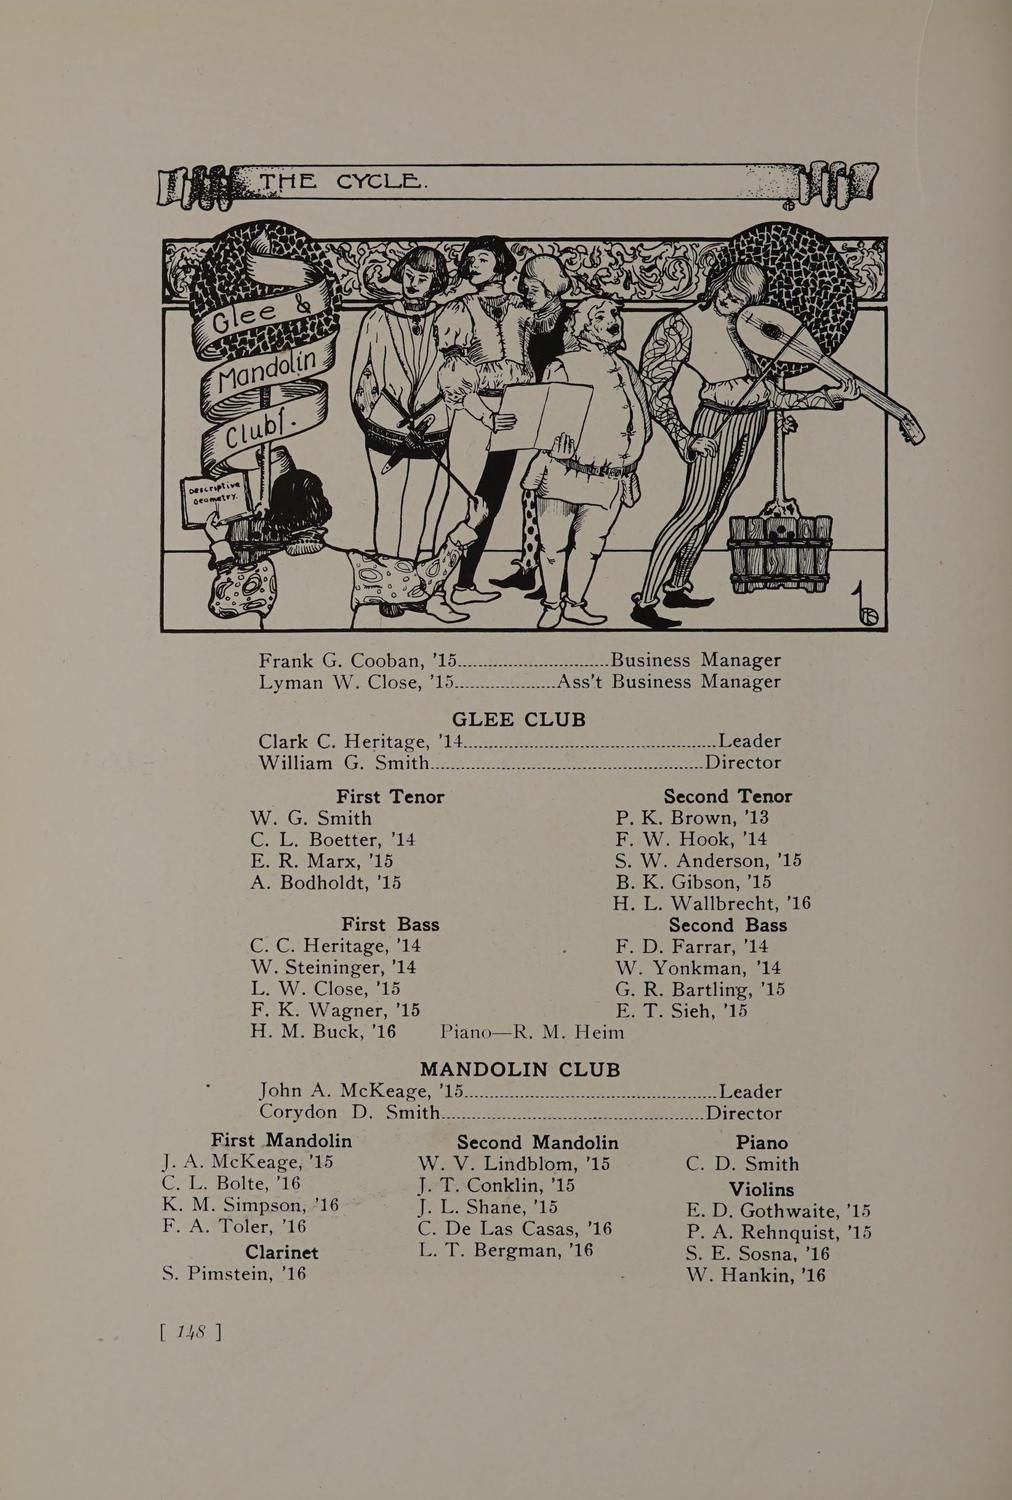 THE CYCLE.
Glee &
Mandolin
Clubs.
Descriptive
Geometry.
Frank G. Cooban, '15 Business Manager
Lyman W. Close, '15 Ass't Business Manager
GLEE CLUB
Clark C. Heritage, '14 Leader
William G. Smith Director
First Tenor
W. G. Smith
C. L. Boetter, '14
E. R. Marx, '15
A. Bodholdt, '15
Second Tenor
P. K. Brown, '13
F. W. Hook, '14
S. W. Anderson, '15
B. K. Gibson, '15
H. L. Wallbrecht, '16
First Bass
C. C. Heritage, '14
W. Steininger, '14
L. W. Close, '15
F. K. Wagner, '15
H. M. Buck, '16
Second Bass
F. D. Farrar, '14
W. Yonkman, '14
G. R. Bartling, '15
E. T. Sieh, '15
Piano—R. M. Heim
MANDOLIN CLUB
John A. McKeage, '15 Leader
Corydon D. Smith Director
First Mandolin
J. A. McKeage, '15
C. L. Bolte, '16
K. M. Simpson, '16
F. A. Toler, '16
Clarinet
S. Pimstein, '16
Second Mandolin
W. V. Lindblom, '15
J. T. Conklin, '15
J. L. Shane, '15
C. De Las Casas, '16
L. T. Bergman, '16
Piano
C. D. Smith
Violins
E. D. Gothwaite, '15
P. A. Rehnquist, '15
S. E. Sosna, '16
W. Hankin, '16
[ 148 ]